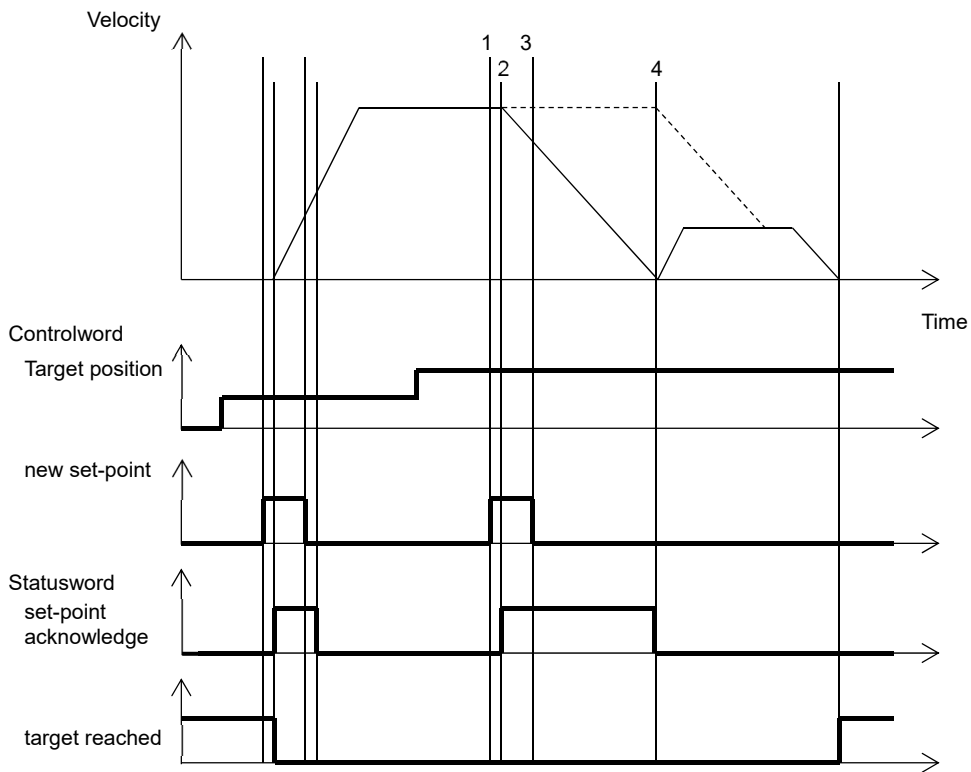 Velocity
1
3
2
4
Time
Controlword
Target position
new set-point
Statusword
set-point
acknowledge
target reached